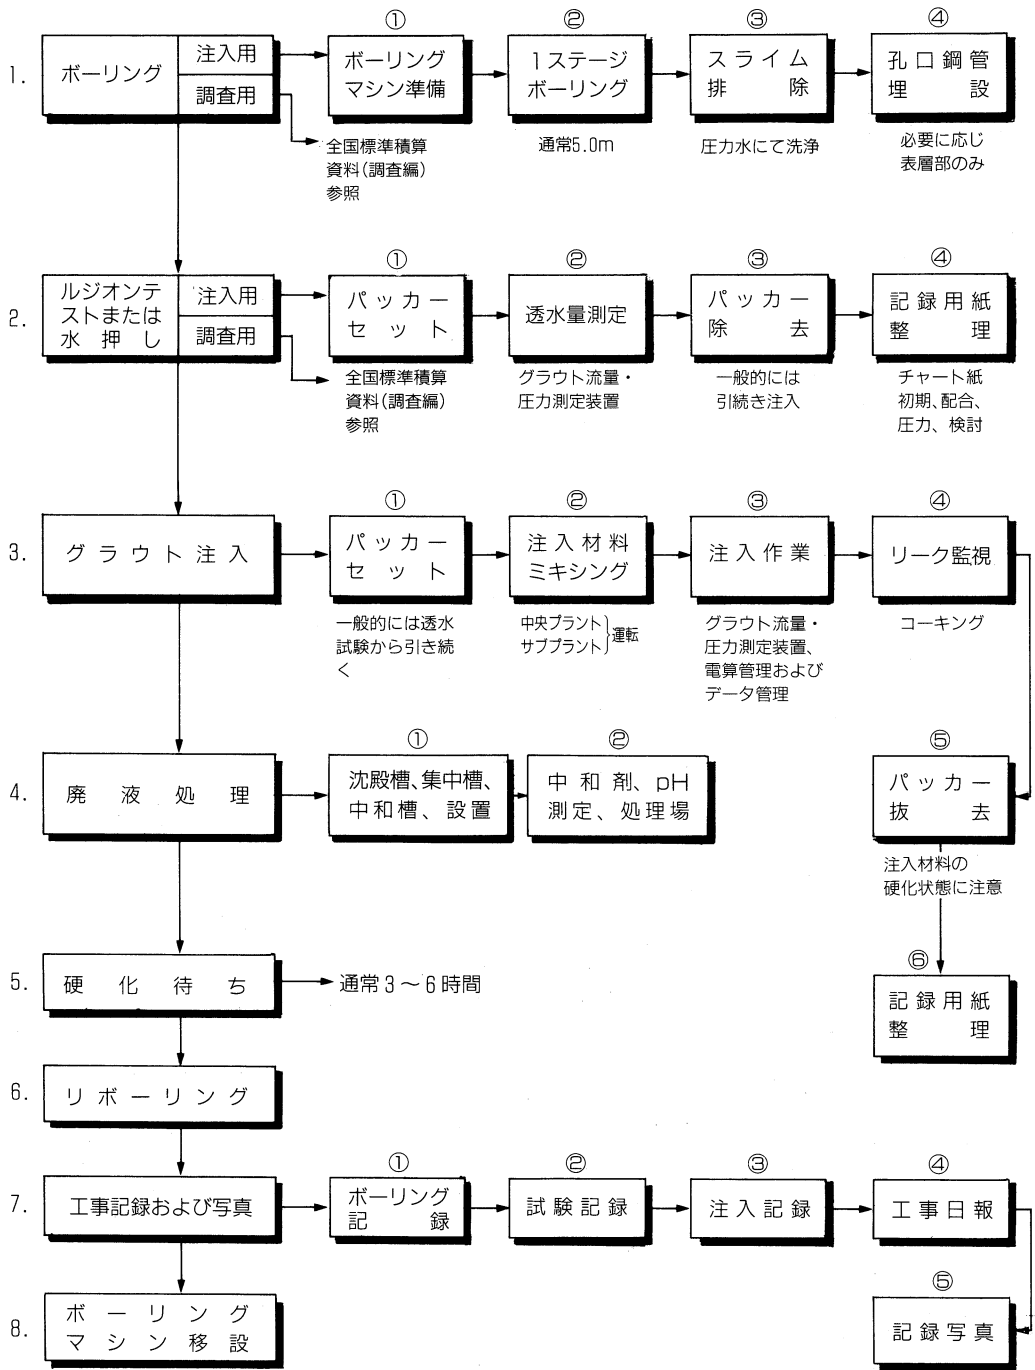 1.
ボーリング
注入用
調査用
全国標準積算
資料(調査編)
参照
①
ボーリング
マシン準備
②
1ステージ
ボーリング
通常5.0m
③
スライム
排除
圧力水にて洗浄
④
孔口鋼管
埋設
必要に応じ
表層部のみ
2.
ルジオンテ
ストまたは
水押し
注入用
調査用
全国標準積算
資料(調査編)
参照
①
パッカー
セット
②
透水量測定
グラウト流量・
圧力測定装置
③
パッカー
除去
一般的には
引続き注入
④
記録用紙
整理
チャート紙
初期、配合、
圧力、検討
3.
グラウト注入
①
パッカー
セット
一般的には透水
試験から引き続
く
②
注入材料
ミキシング
中央プラント
サブプラント}運転
③
注入作業
グラウト流量・
圧力測定装置、
電算管理および
データ管理
④
リーク監視
コーキング
⑤
パッカー
抜去
注入材料の
硬化状態に注意
⑥
記録用紙
整理
4.
廃液処理
①
沈殿槽、集中槽、
中和槽、設置
②
中和剤、pH
測定、処理場
5.
硬化待ち
通常3～6時間
6.
リボーリング
7.
工事記録および写真
①
ボーリング
記録
②
試験記録
③
注入記録
④
工事日報
⑤
記録写真
8.
ボーリング
マシン移設